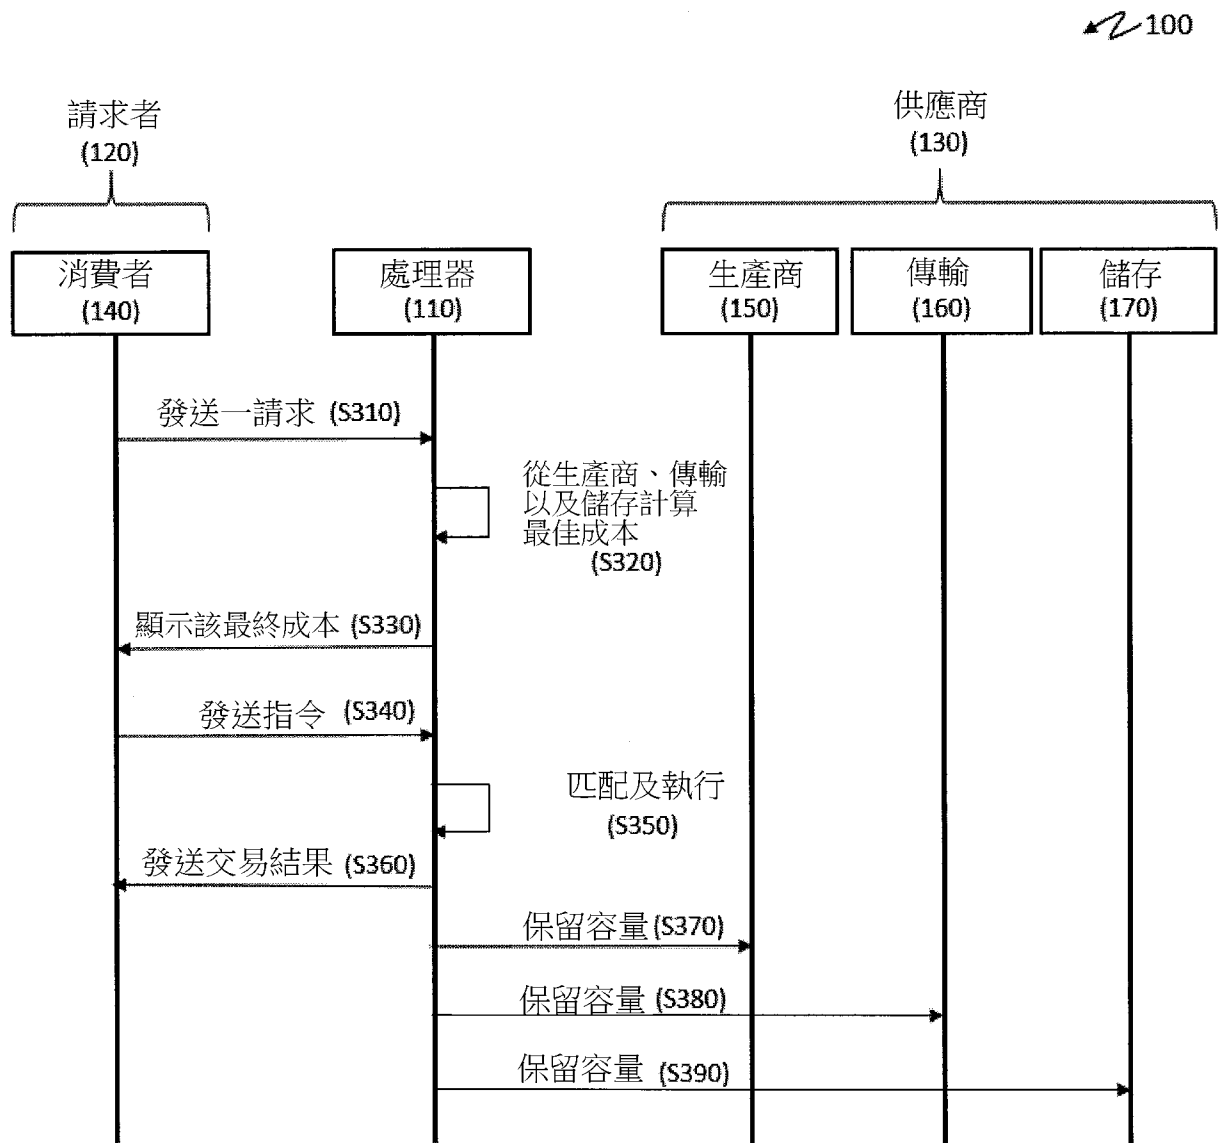 100
請求者
(120)
供應商
(130)
消費者
(140)
處理器
(110)
生產商
(150)
傳輸
(160)
儲存
(170)
發送一請求 (S310)
從生產商、傳輸
以及儲存計算
最佳成本
(S320)
顯示該最終成本 (S330)
發送指令 (S340)
匹配及執行
(S350)
發送交易結果 (S360)
保留容量(S370)
保留容量 (S380)
保留容量 (S390)